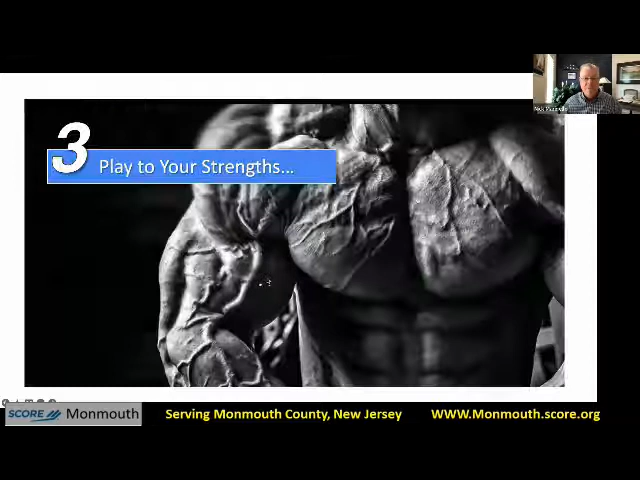 3
Play to Your Strengths...
SCORE Monmouth
Serving Monmouth County, New Jersey
WWW.Monmouth.score.org